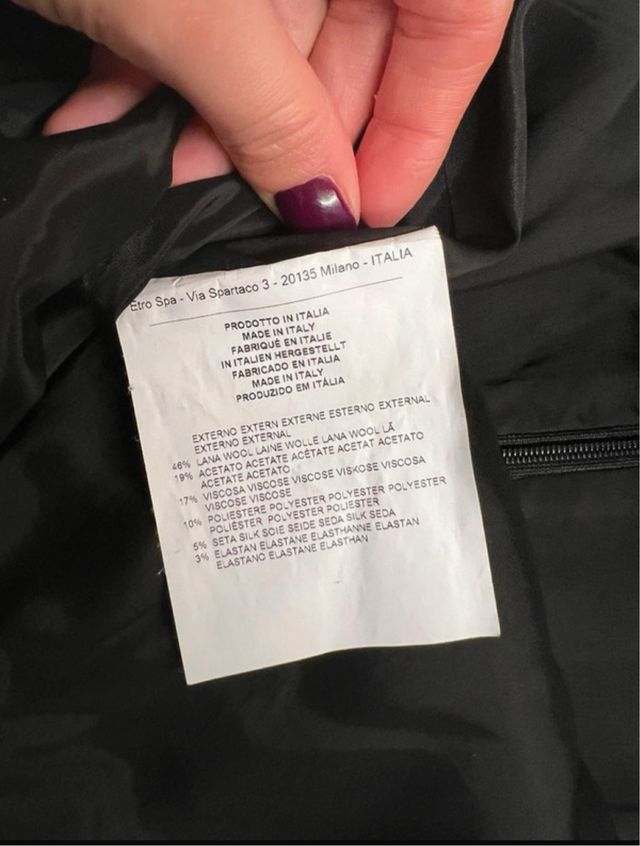 Etro Spa - Via Spartaco 3 - 20135 Milano - ITALIA
PRODOTTO IN ITALIA
MADE IN ITALY
FABRIQUÉ EN ITALIE
IN ITALIEN HERGESTELLT
FABRICADO EN ITALIA
MADE IN ITALY
PRODUZIDO EM ITÁLIA
EXTERNO EXTERN EXTERNE ESTERNO EXTERNAL
EXTERNO EXTERNAL
46% LANA WOOL LAINE WOLLE LANA WOOL LÃ
19% ACETATO ACETATE ACÉTATE ACETAT ACETATO
ACETATE ACETATO
17% VISCOSA VISCOSE VISCOSE VISKOSE VISCOSA
VISCOSE VISCOSE
10% POLIESTERE POLYESTER POLYESTER POLYESTER
POLIÉSTER POLYESTER POLIESTER
5% SETA SILK SOIE SEIDE SEDA SILK SEDA
3% ELASTAN ELASTANE ELASTHANNE ELASTAN
ELASTANO ELASTANE ELASTHAN